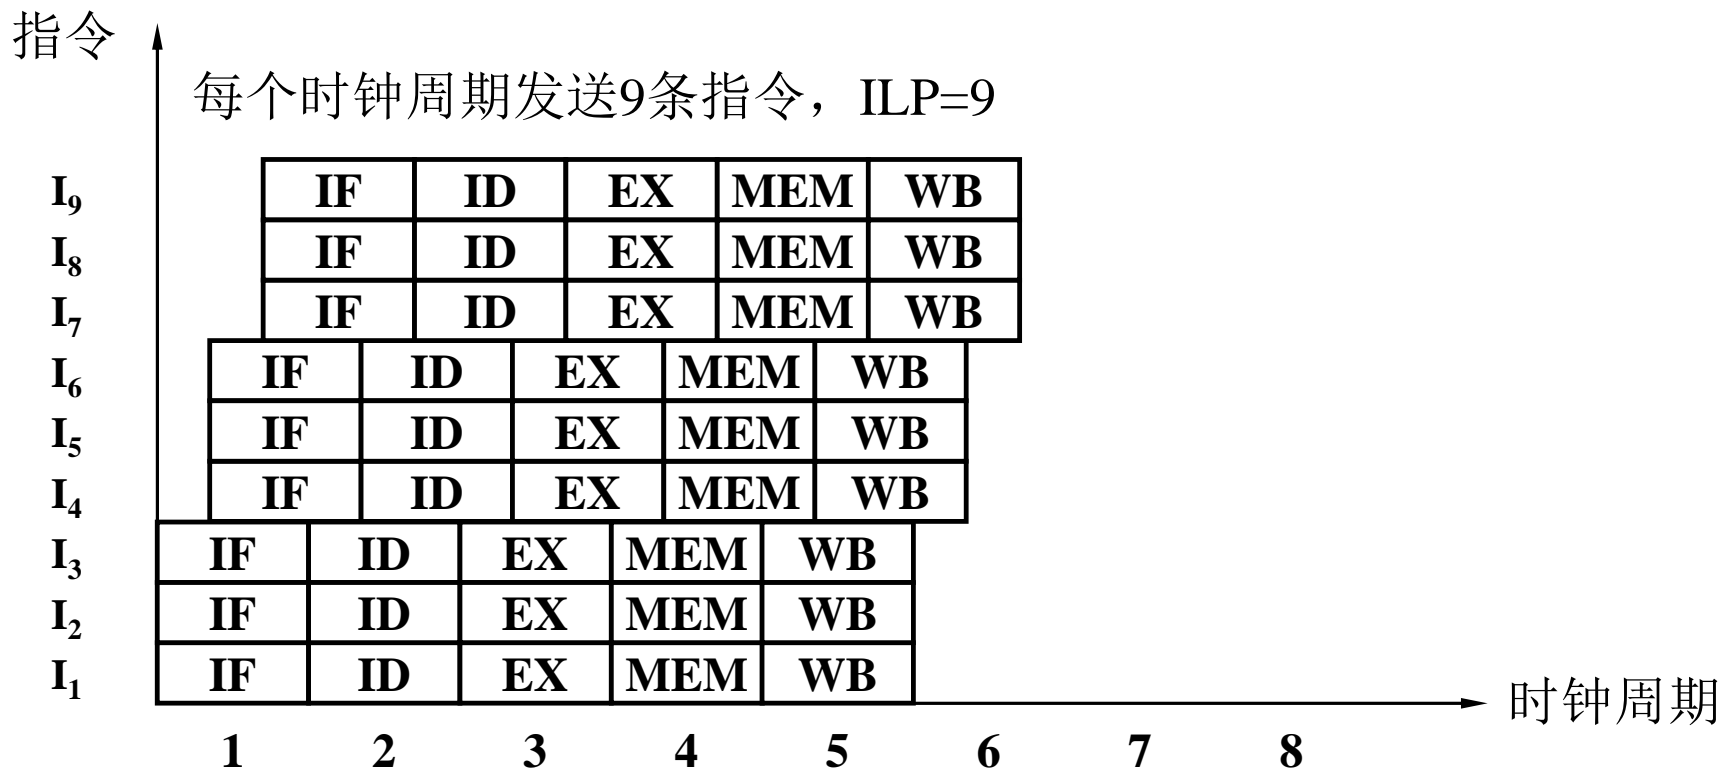 指令
每个时钟周期发送9条指令，ILP=9
I9 IF ID EX MEM WB
I8 IF ID EX MEM WB
I7 IF ID EX MEM WB
I6 IF ID EX MEM WB
I5 IF ID EX MEM WB
I4 IF ID EX MEM WB
I3 IF ID EX MEM WB
I2 IF ID EX MEM WB
I1 IF ID EX MEM WB
时钟周期
1 2 3 4 5 6 7 8